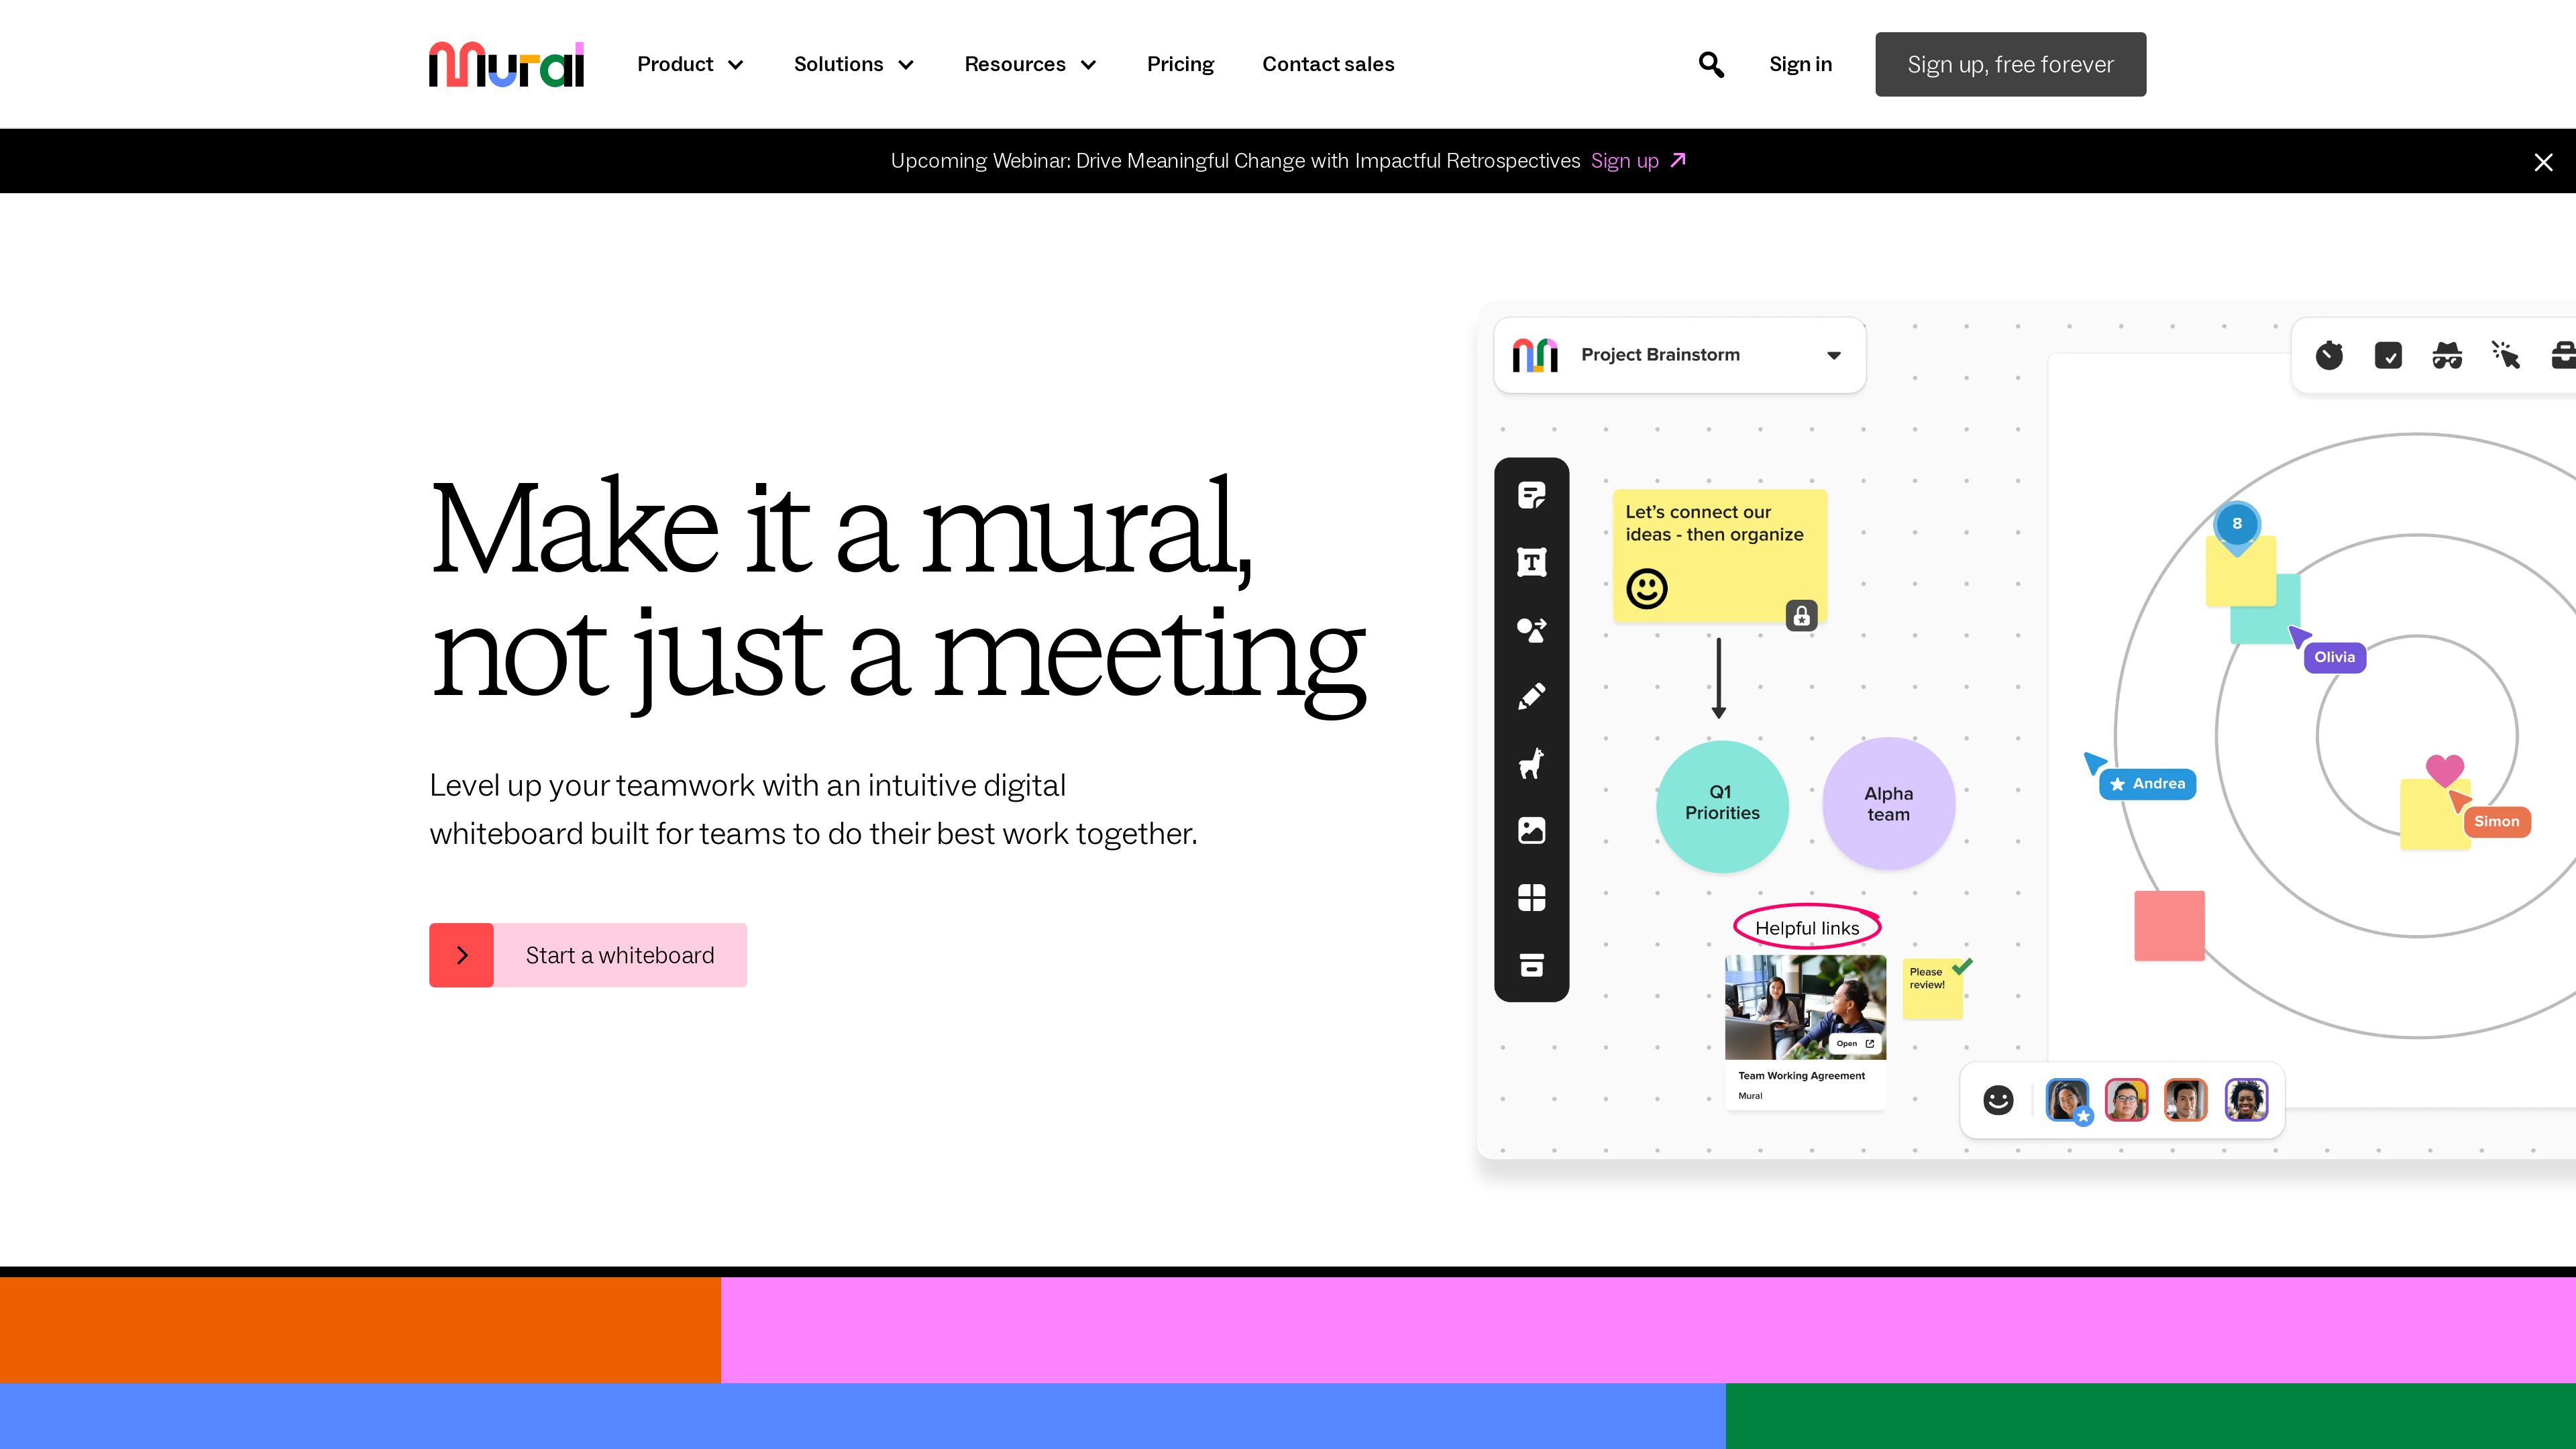 mural
Product
Solutions
Resources
Pricing
Contact sales
Sign in
Sign up, free forever
Upcoming Webinar: Drive Meaningful Change with Impactful Retrospectives Sign up
Make it a mural,
not just a meeting
Level up your teamwork with an intuitive digital
whiteboard built for teams to do their best work together.
Start a whiteboard
Project Brainstorm
T
Let’s connect our
ideas - then organize
Q1
Priorities
Alpha
team
Helpful links
Open
Team Working Agreement
Mural
Please
review!
8
Olivia
Andrea
Simon